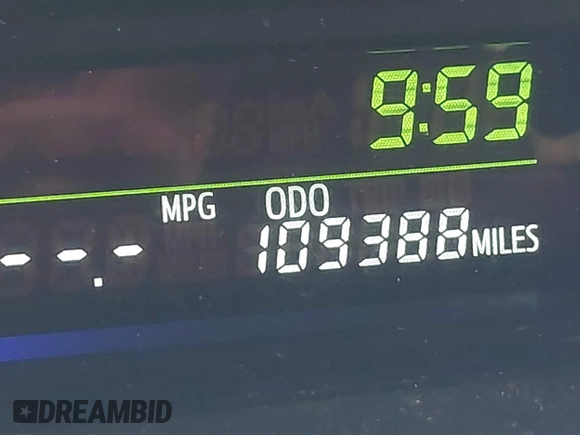 9:59
MPG ODO
--.- 109388 MILES
DREAMBID